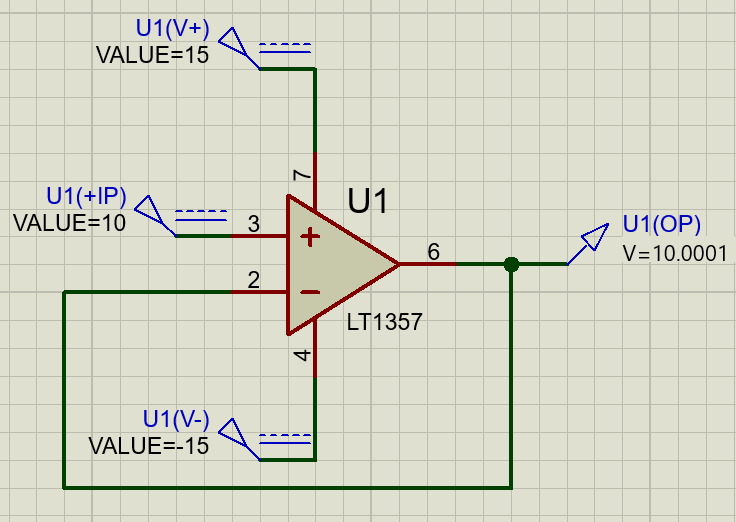 U1(V+)
VALUE=15
7
U1
U1(+IP)
VALUE=10
3
+
2
−
6
U1(OP)
V=10.0001
LT1357
4
U1(V-)
VALUE=-15